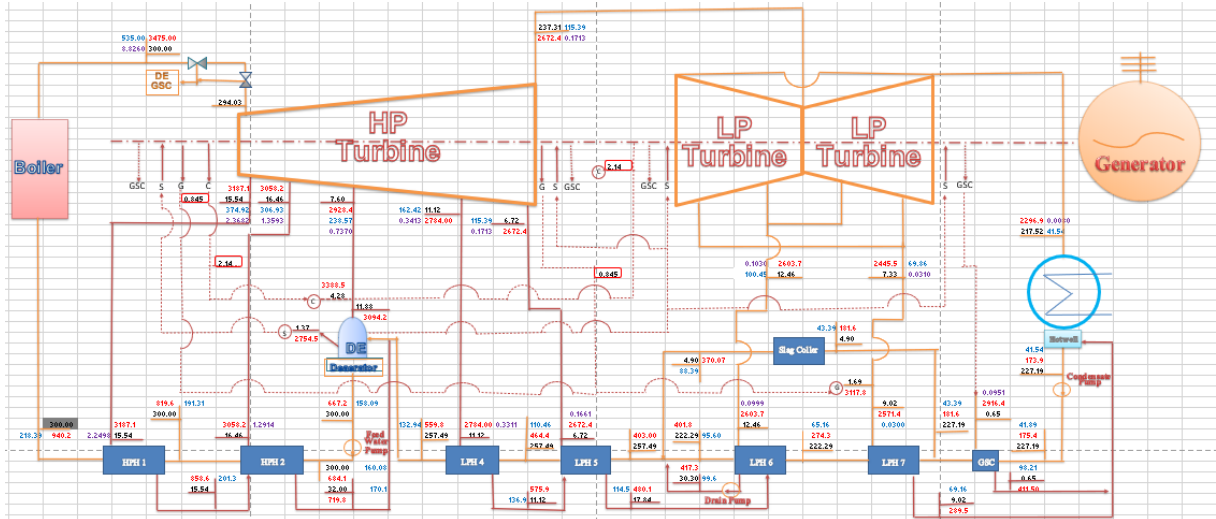 237.31 115.39
2672.4 0.1713
535.00 3475.00
8.8260 300.00
DE
GSC
294.03
HP
Turbine
LP
Turbine
LP
Turbine
Boiler
Generator
GSC
S
G
C
0.845
3187.1
15.54
374.92
2.3682
3058.2
16.46
306.93
1.3593
7.60
2928.4
238.57
0.7370
162.42 11.12
0.3413 2784.00
115.39 6.72
0.1713 2672.4
G
S
GSC
C
2.14
GSC
S
S
GSC
2296.9
217.52 41.54
2.14
0.845
0.1030 2603.7
100.45 12.46
2445.5 69.86
7.33 0.0310
3388.5
4.28
C
11.88
3094.2
S
1.37
2754.5
DE
43.39 181.6
4.90
Slag Coller
4.90 370.07
88.39
Hotwell
41.54
173.9
227.19
Condensate
Pump
G
1.69
3117.8
819.6 191.31
300.00
667.2 158.09
300.00
0.0951
2916.4
0.65
300.00
218.39 940.2
3187.1
2.2498 15.54
3058.2 1.2914
16.46
Feed
Water
Pump
132.94 559.8
257.49
2784.00 0.3311
11.12
110.46
464.4
257.49
0.1661
2672.4
6.72
403.00
257.49
401.8
222.29 95.60
0.0999
2603.7
12.46
65.16
274.3
222.29
9.02
2571.4
0.0300
43.39
181.6
227.19
41.89
175.4
227.19
HPH 1
HPH 2
LPH 4
LPH 5
LPH 6
LPH 7
GSC
858.6 201.3
15.54
300.00 160.08
684.1
32.00 170.1
719.8
575.9
136.9 11.12
114.5 480.1
17.84
417.3
30.30 99.6
Drain Pump
69.16
9.02
289.5
98.21
0.65
411.50